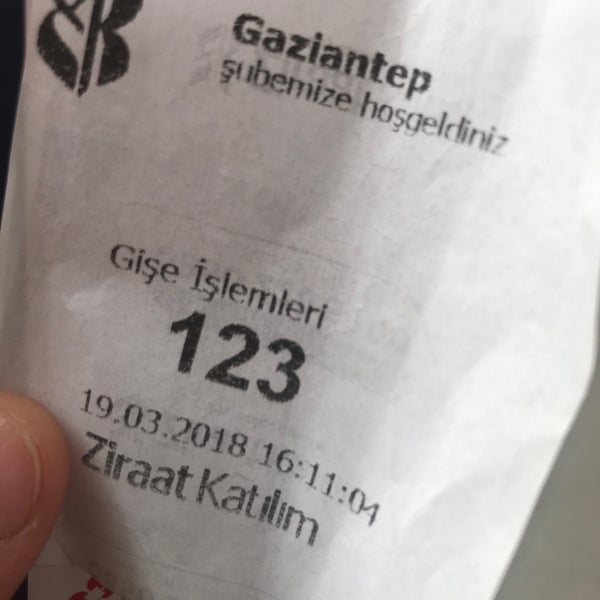 Gaziantep
şubemize hoşgeldiniz
Gişe İşlemleri
123
19.03.2018 16:11:04
Ziraat Katılım